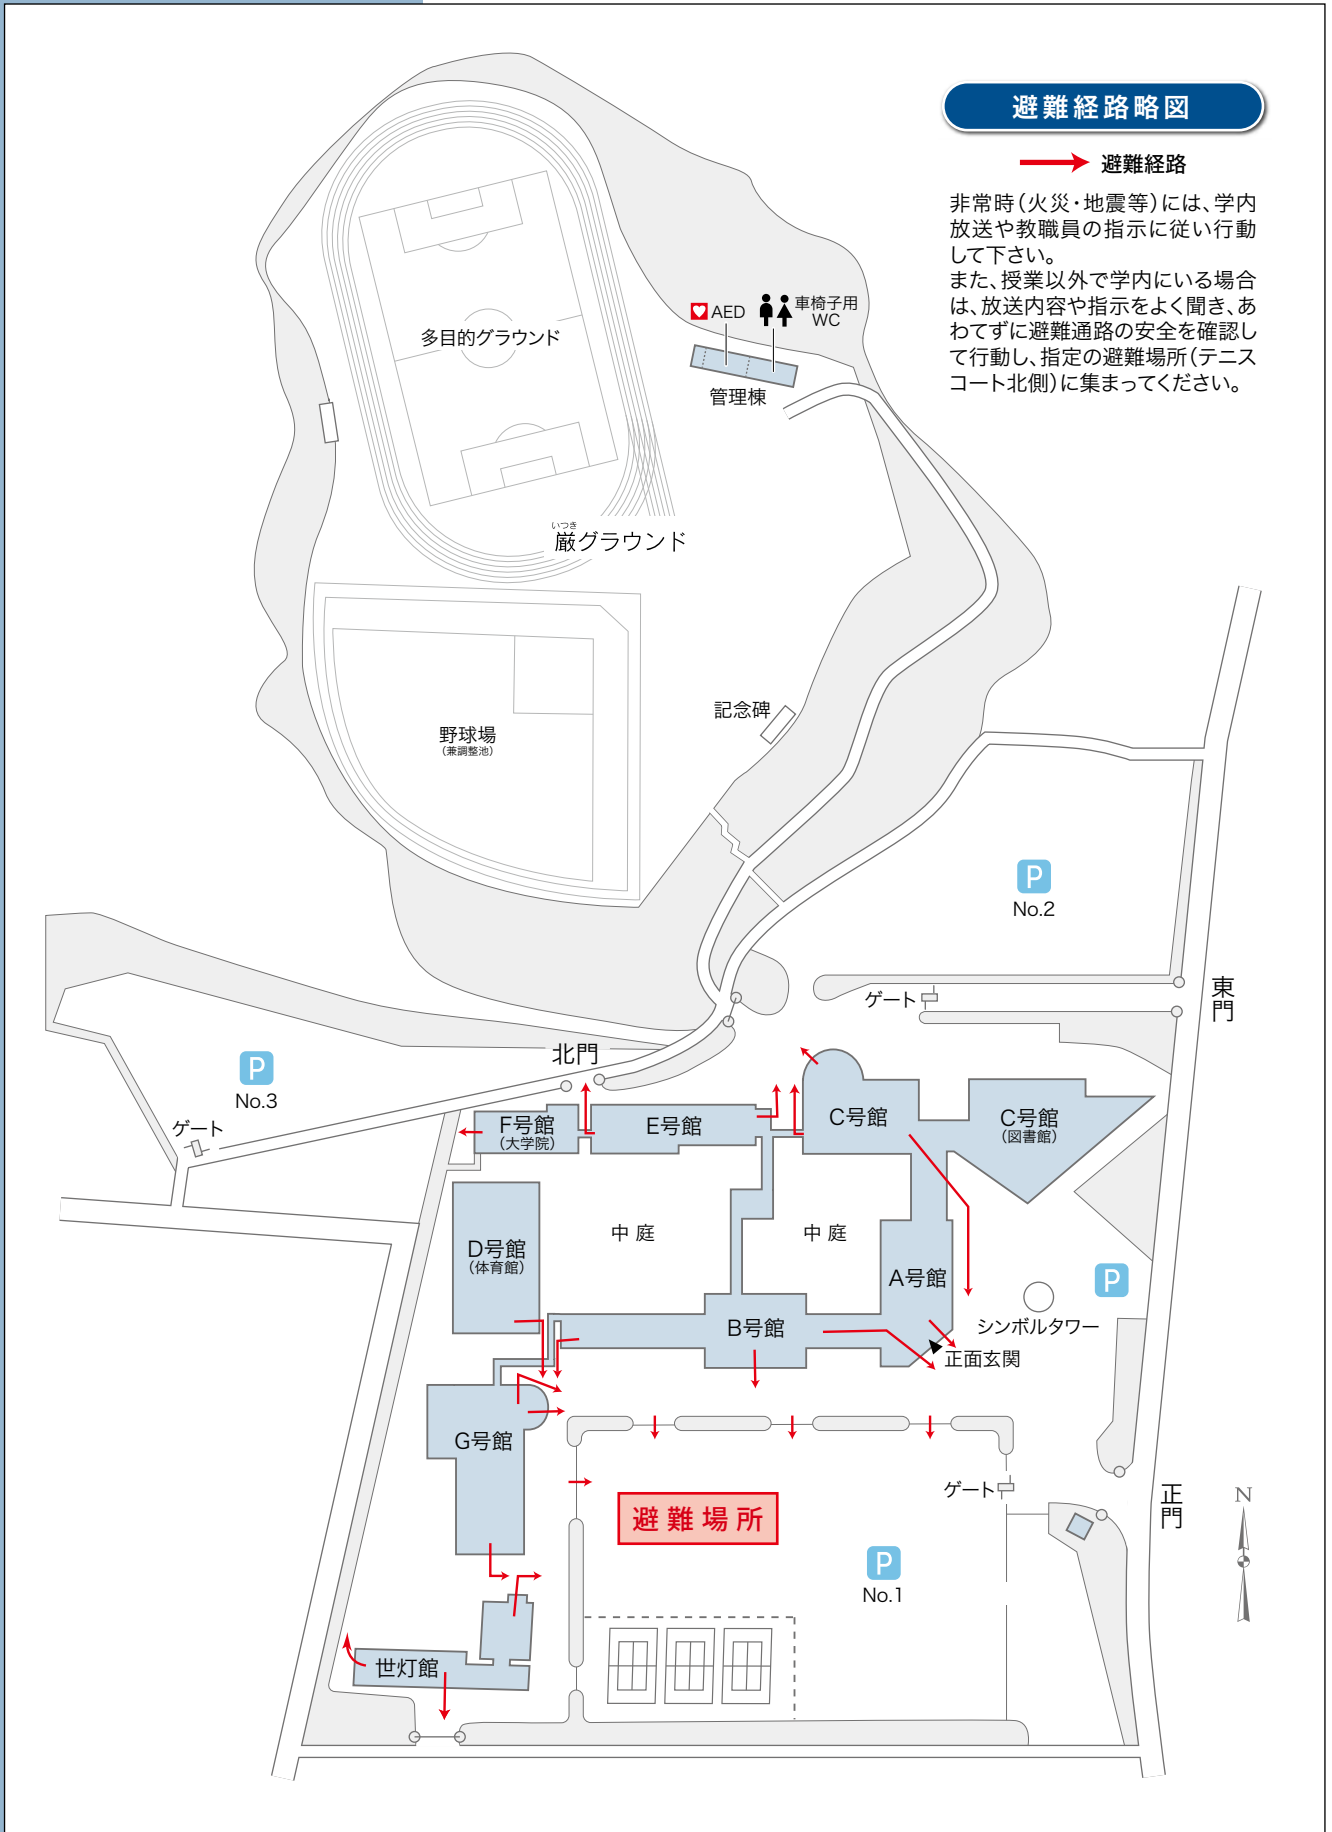 避難経路略図
避難経路
非常時(火災・地震等)には、学内
放送や教職員の指示に従い行動
して下さい。
また、授業以外で学内にいる場合
は、放送内容や指示をよく聞き、あ
わてずに避難通路の安全を確認し
て行動し、指定の避難場所(テニス
コート北側)に集まってください。
AED
車椅子用
WC
管理棟
多目的グラウンド
いつき
厳グラウンド
記念碑
野球場
(兼調整池)
P
No.2
ゲート
東門
北門
P
No.3
ゲート
F号館
(大学院)
E号館
C号館
C号館
(図書館)
D号館
(体育館)
中庭
中庭
A号館
P
シンボルタワー
B号館
正面玄関
G号館
避難場所
ゲート
正門
N
P
No.1
世灯館